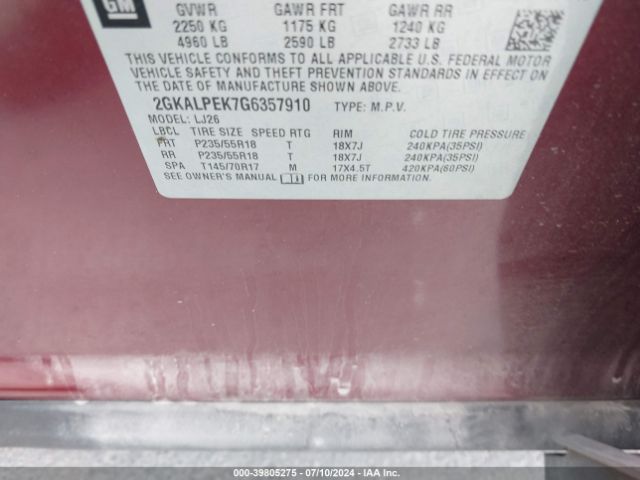 GM
GVWR GAWR FRT GAWR RR
2250 KG 1175 KG 1240 KG
4960 LB 2590 LB 2733 LB
THIS VEHICLE CONFORMS TO ALL APPLICABLE U.S. FEDERAL MOTOR
VEHICLE SAFETY AND THEFT PREVENTION STANDARDS IN EFFECT ON
THE DATE OF MANUFACTURE SHOWN ABOVE.
2GKALPEK7G6357910 TYPE: M.P.V.
MODEL: LJ26
LBCL TIRE SIZE SPEED RTG RIM COLD TIRE PRESSURE
FRT P235/55R18 T 18X7J 240KPA(35PSI)
RR P235/55R18 T 18X7J 240KPA(35PSI)
SPA T145/70R17 M 17X4.5T 420KPA(60PSI)
SEE OWNER'S MANUAL FOR MORE INFORMATION.
000-39805275 - 07/10/2024 - IAA Inc.